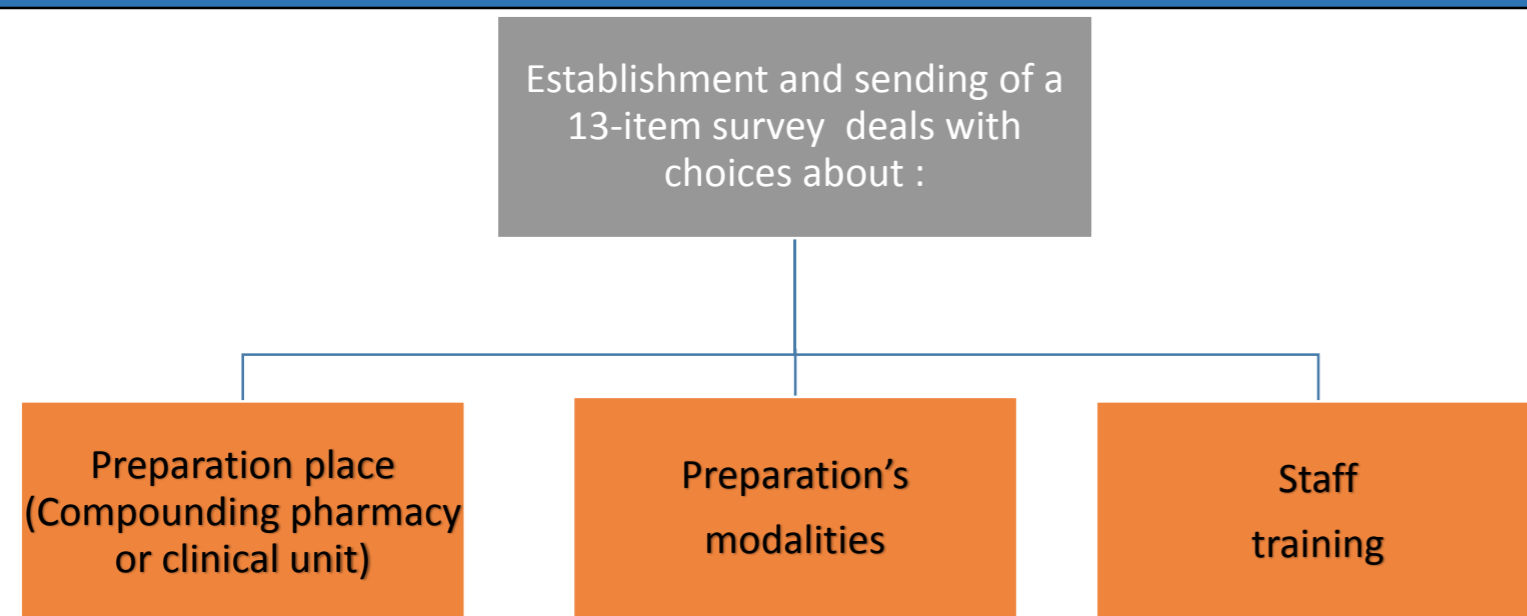 Establishment and sending of a
13-item survey  deals with
choices about :
Preparation place
(Compounding pharmacy
or clinical unit)
Preparation’s
modalities
Staff
training